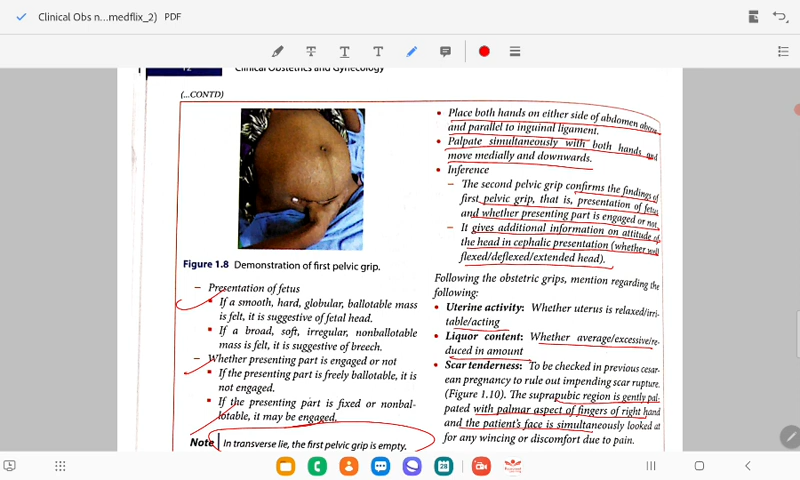 Clinical Obs n...medflix_2) PDF
12 Clinical Obstetrics and Gynecology
(...CONTD)
Figure 1.8 Demonstration of first pelvic grip.
– Presentation of fetus
▪ If a smooth, hard, globular, ballotable mass
is felt, it is suggestive of fetal head.
▪ If a broad, soft, irregular, nonballotable
mass is felt, it is suggestive of breech.
– Whether presenting part is engaged or not
▪ If the presenting part is freely ballotable, it is
not engaged.
▪ If the presenting part is fixed or nonbal-
lotable, it may be engaged.
Note In transverse lie, the first pelvic grip is empty.
• Place both hands on either side of abdomen above
and parallel to inguinal ligament.
• Palpate simultaneously with both hands and
move medially and downwards.
• Inference
– The second pelvic grip confirms the findings of
first pelvic grip, that is, presentation of fetus
and whether presenting part is engaged or not.
– It gives additional information on attitude of
the head in cephalic presentation (whether well
flexed/deflexed/extended head).
Following the obstetric grips, mention regarding the
following:
• Uterine activity: Whether uterus is relaxed/irri-
table/acting
• Liquor content: Whether average/excessive/re-
duced in amount
• Scar tenderness: To be checked in previous cesar-
ean pregnancy to rule out impending scar rupture.
(Figure 1.10). The suprapubic region is gently pal-
pated with palmar aspect of fingers of right hand
and the patient's face is simultaneously looked at
for any wincing or discomfort due to pain.
28